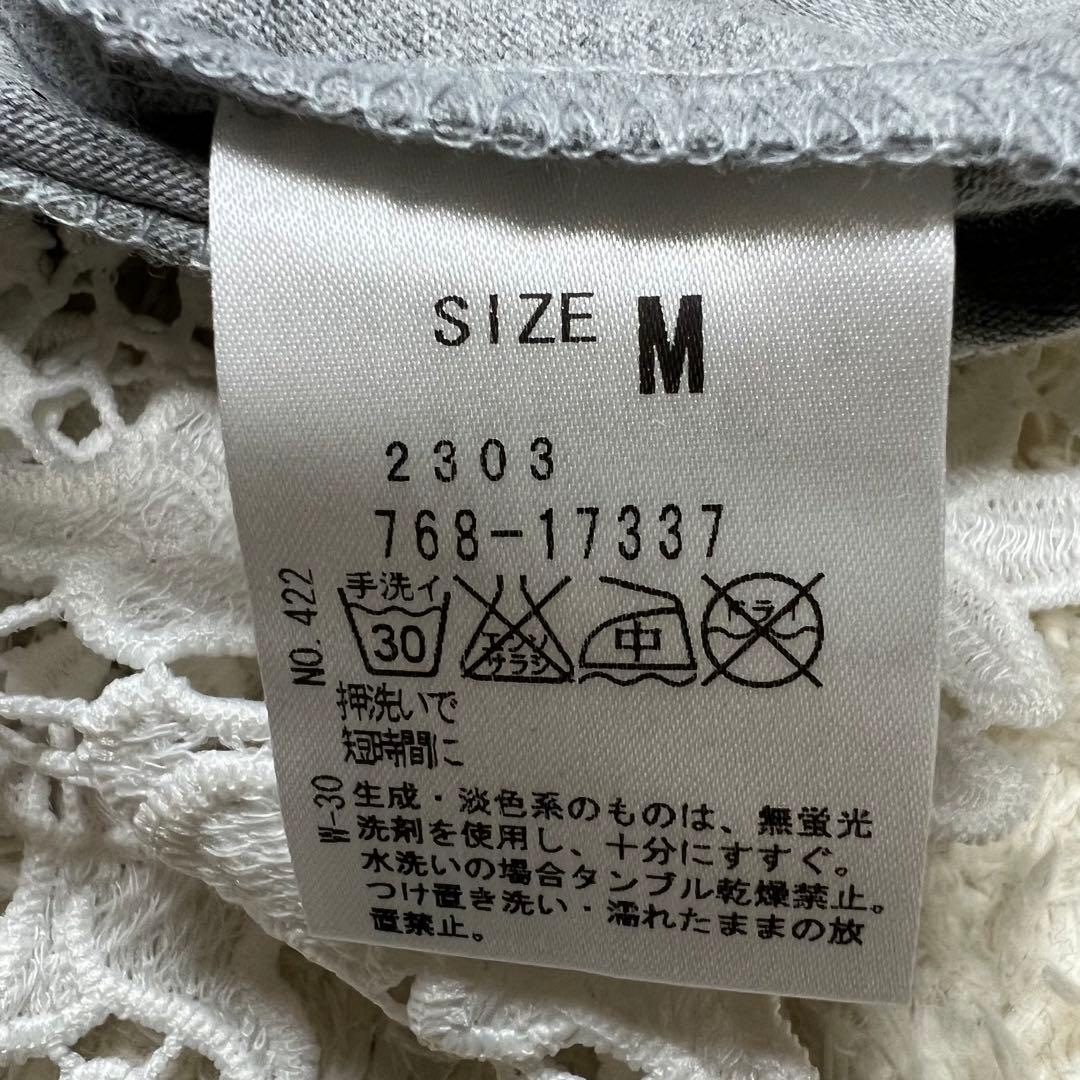 SIZE M
2303
768-17337
NO. 422
手洗イ
30
エンソ
サラシ
中
ドライ
押洗いで
短時間に
W-30
生成・淡色系のものは、無蛍光
洗剤を使用し、十分にすすぐ。
水洗いの場合タンブル乾燥禁止。
つけ置き洗い・濡れたままの放
置禁止。